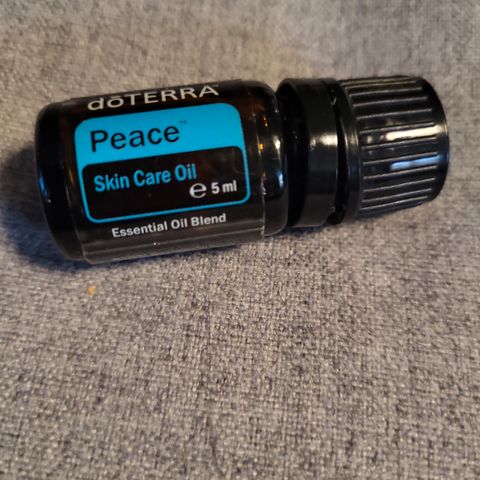 dōTERRA
Peace™
Skin Care Oil
℮ 5 ml
Essential Oil Blend